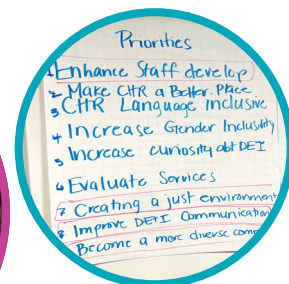 Priorities
1 Enhance Staff develop
2 Make CHR a Better Place
3 CHR Language Inclusive
4 Increase Gender Inclusivity
5 Increase curiosity abt DEI
6 Evaluate Services
7 Creating a just environment
8 Improve DEI Communication
Become a more diverse com